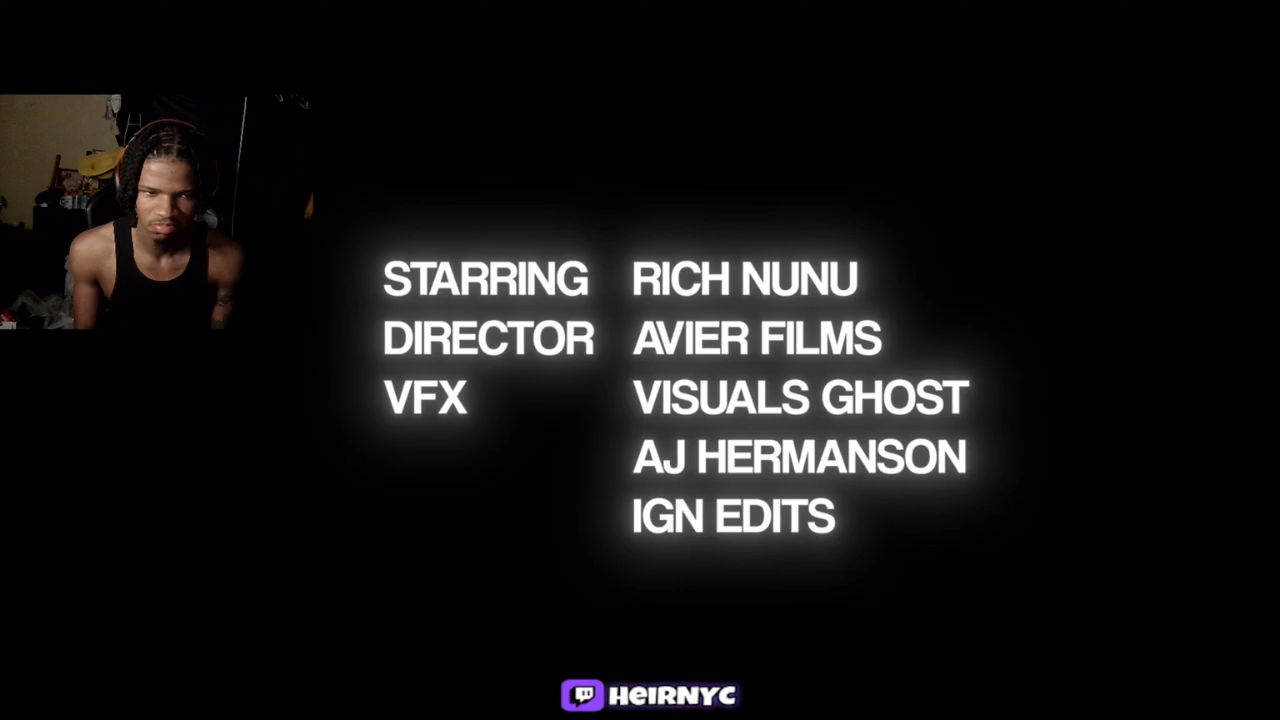 STARRING RICH NUNU
DIRECTOR AVIER FILMS
VFX VISUALS GHOST
AJ HERMANSON
IGN EDITS
HEIRNYC